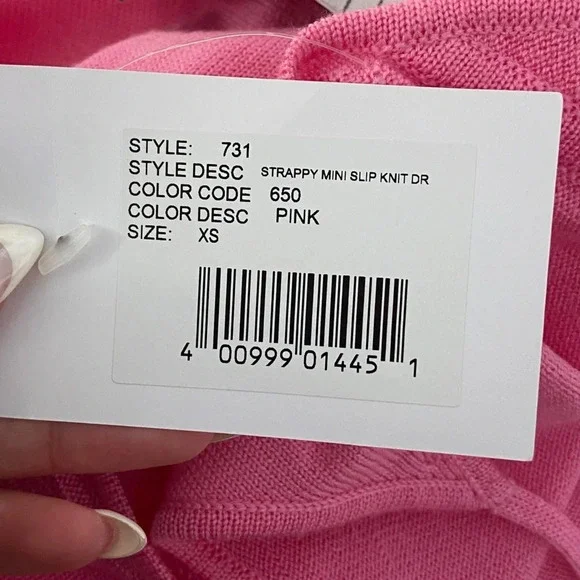 STYLE: 731
STYLE DESC STRAPPY MINI SLIP KNIT DR
COLOR CODE 650
COLOR DESC PINK
SIZE: XS
4 00999 01445 1